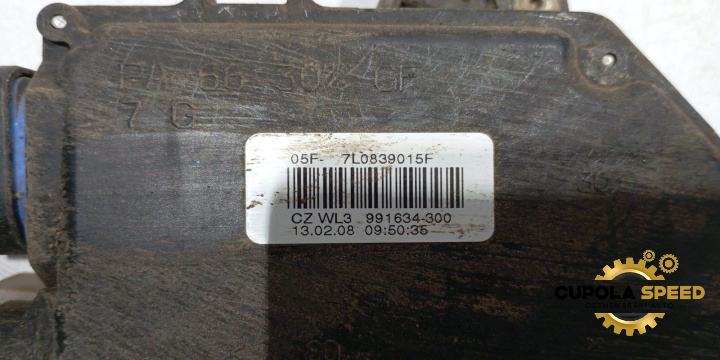 PA 66 30% GF
7 G
05F- 7L0839015F
30
CZ WL3 991634-300
13.02.08 09:50:35
CUPOLA SPEED